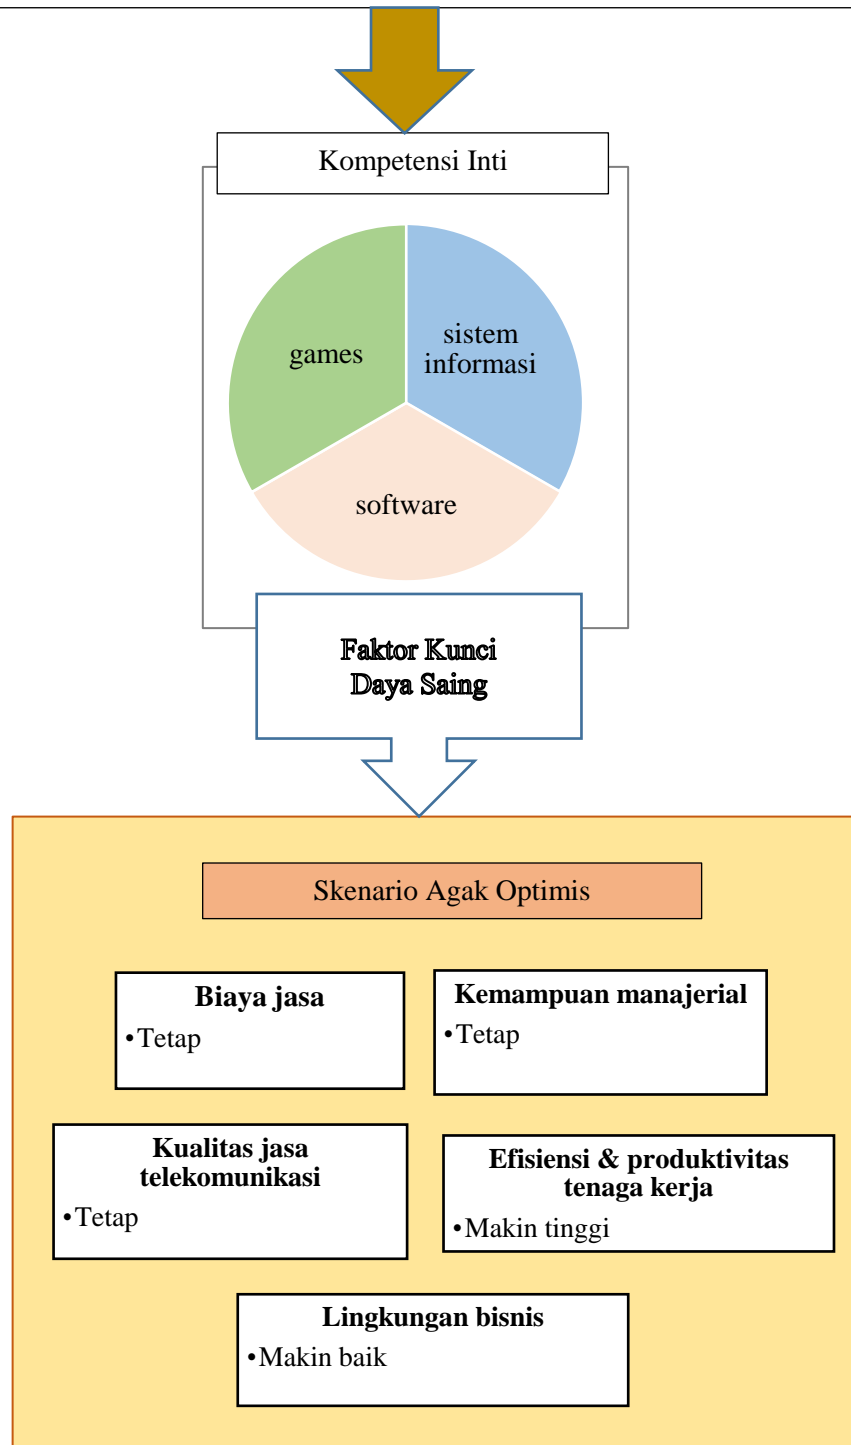 Kompetensi Inti
games
sistem
informasi
software
Faktor Kunci
Daya Saing
Skenario Agak Optimis
Biaya jasa
•Tetap
Kemampuan manajerial
•Tetap
Kualitas jasa
telekomunikasi
•Tetap
Efisiensi & produktivitas
tenaga kerja
•Makin tinggi
Lingkungan bisnis
•Makin baik